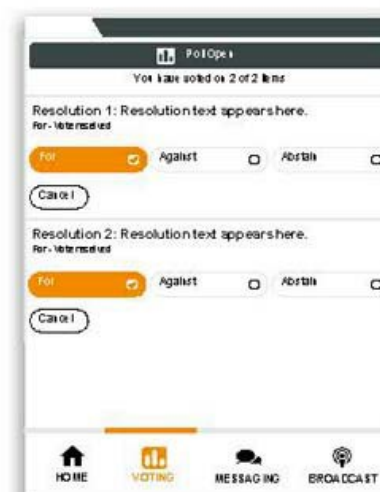 Poll Open
You have voted on 2 of 2 items
Resolution 1: Resolution text appears here.
For - Vote received
For Against Abstain
Cancel
Resolution 2: Resolution text appears here.
For - Vote received
For Against Abstain
Cancel
HOME VOTING MESSAGING BROADCAST